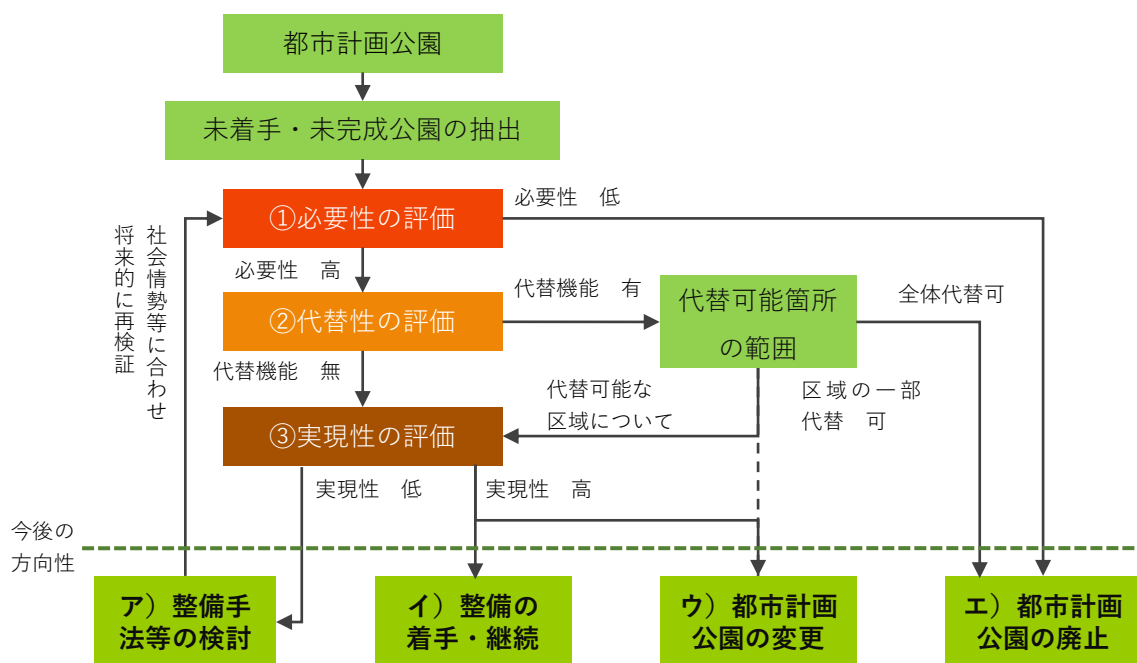 都市計画公園
未着手・未完成公園の抽出
①必要性の評価
必要性　低
必要性　高
②代替性の評価
代替機能　有
代替可能箇所
の範囲
全体代替可
代替機能　無
代替可能な
区域について
区域の一部
代替　可
③実現性の評価
実現性　低
実現性　高
社会情勢等に合わせ
将来的に再検証
今後の
方向性
ア）整備手
法等の検討
イ）整備の
着手・継続
ウ）都市計画
公園の変更
エ）都市計画
公園の廃止